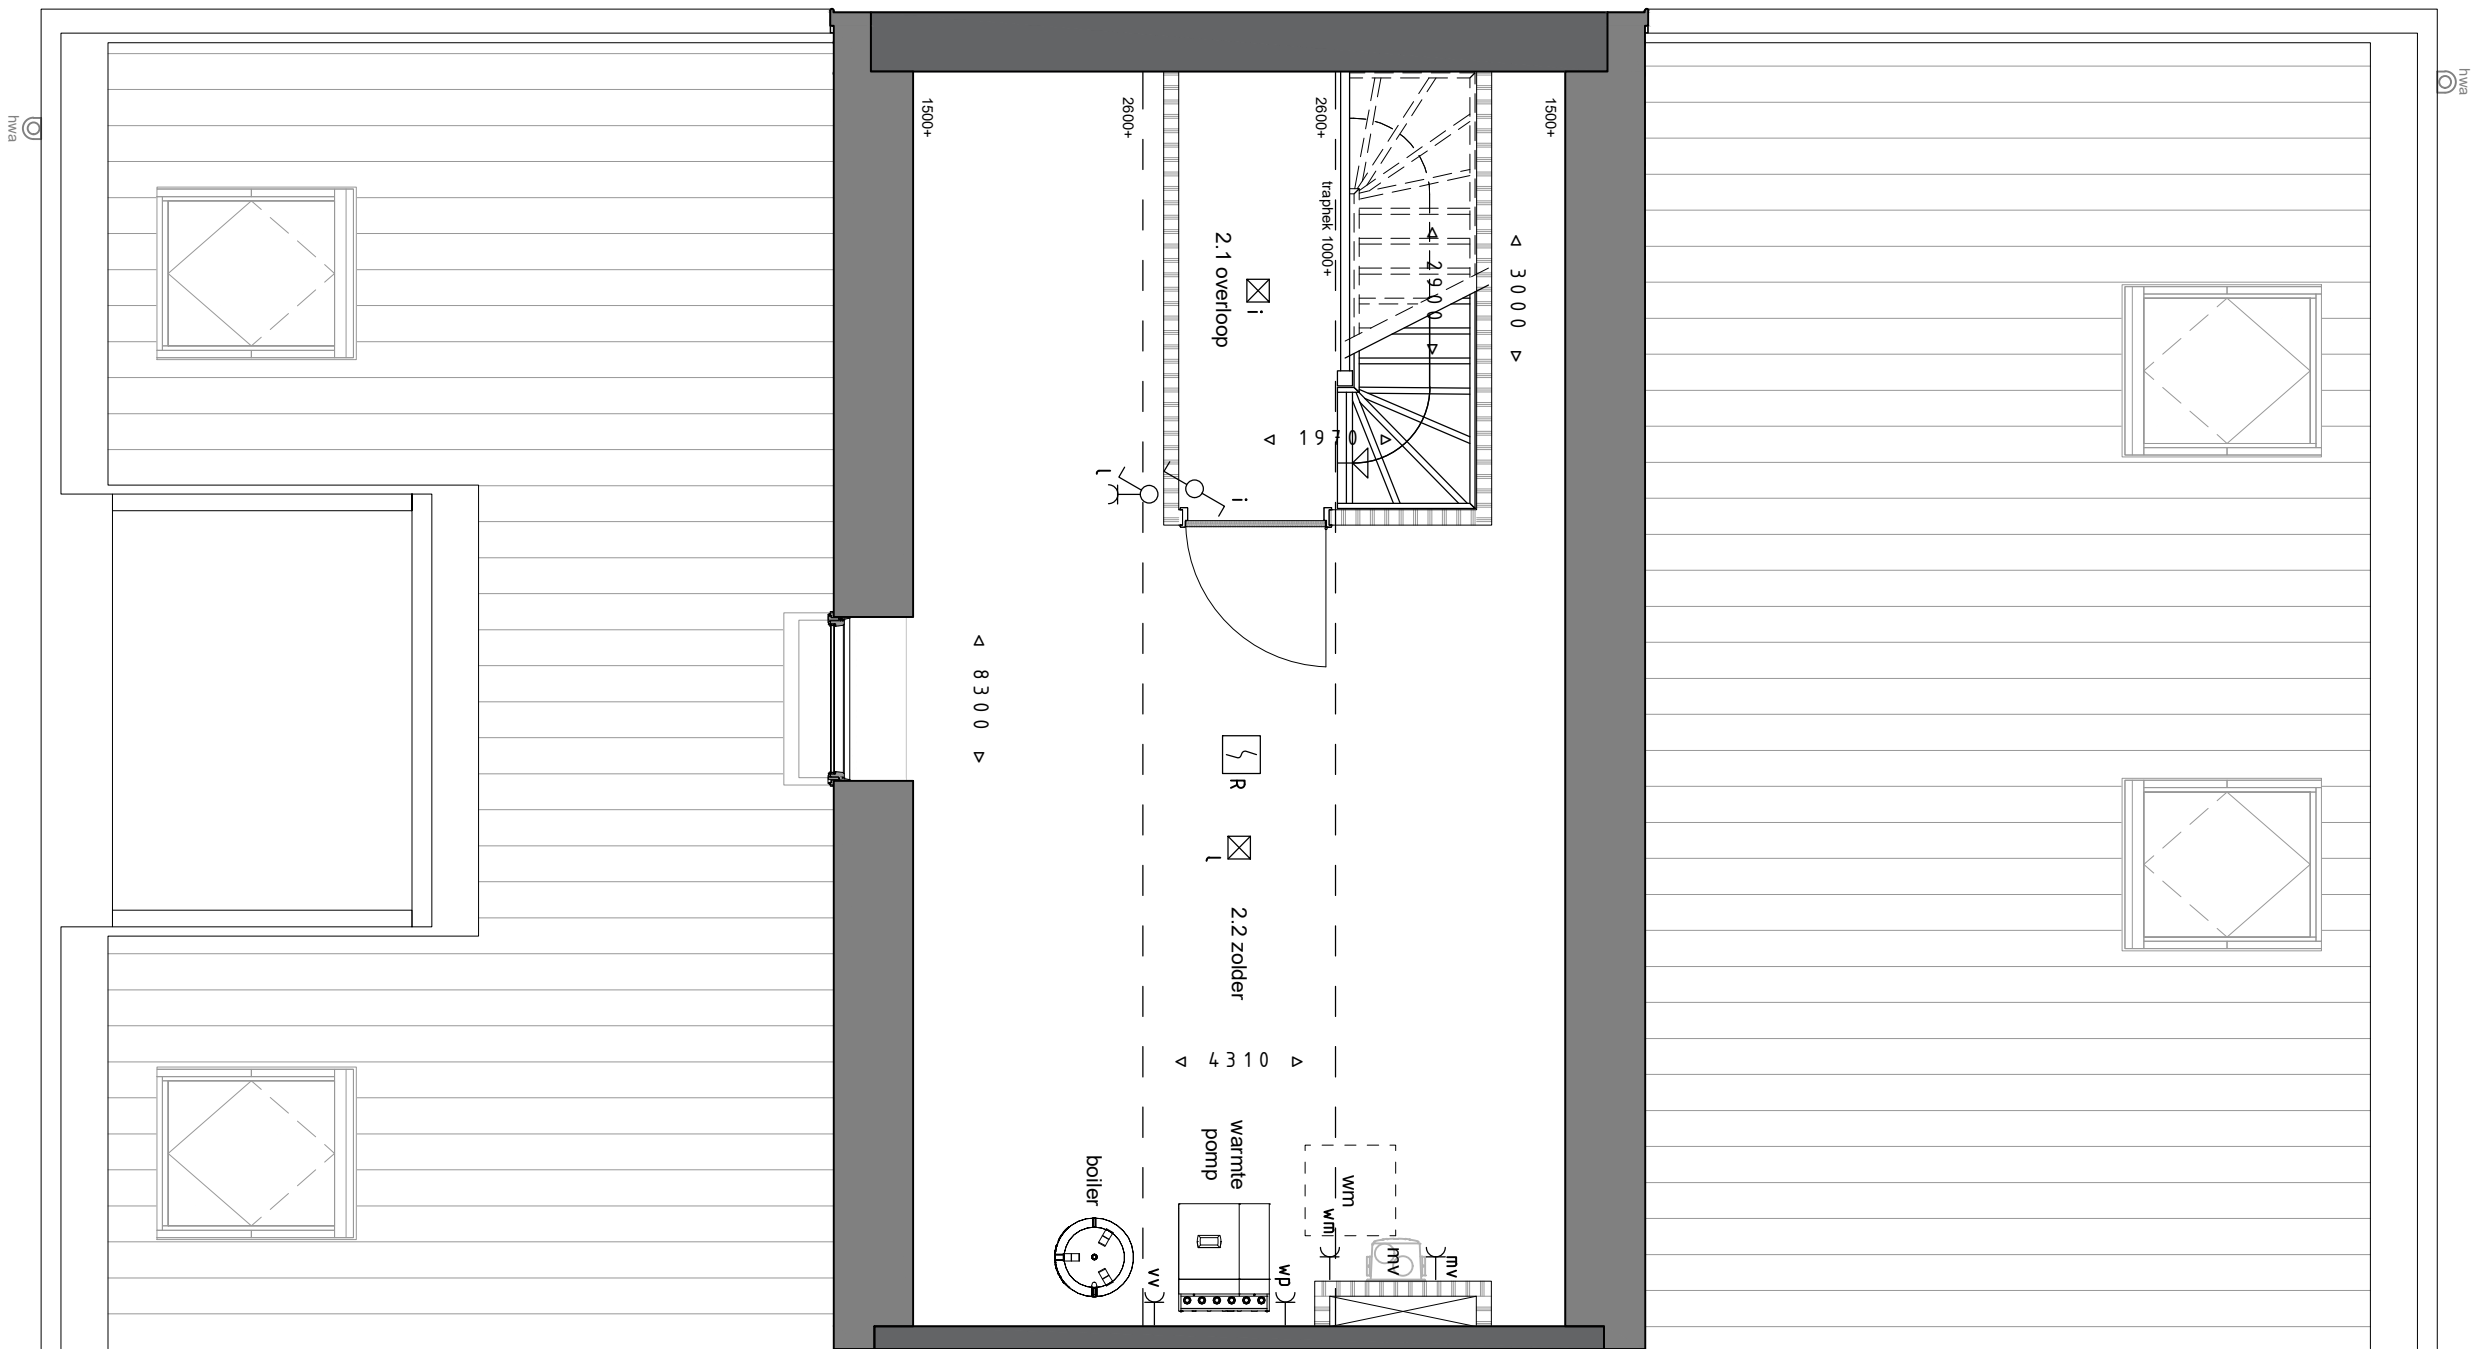 hwa
hwa
1500+
2600+
2600+
1500+
traphek 1000+
2.1 overloop
i
2900
3000
1970
l
i
8300
R
l
2.2 zolder
4310
warmte
pomp
boiler
wm
wm
mv
mv
vv
wp